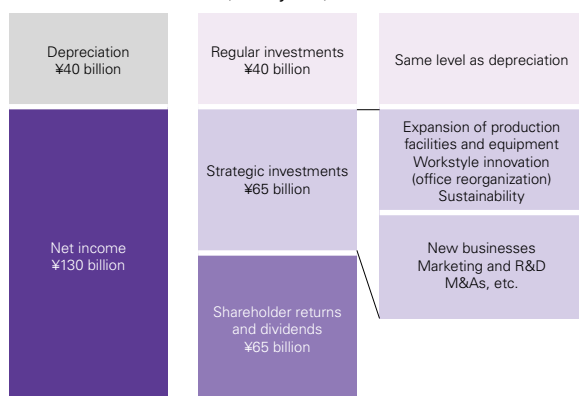 Depreciation
¥40 billion
Net income
¥130 billion
Regular investments
¥40 billion
Strategic investments
¥65 billion
Shareholder returns
and dividends
¥65 billion
Same level as depreciation
Expansion of production
facilities and equipment
Workstyle innovation
(office reorganization)
Sustainability
New businesses
Marketing and R&D
M&As, etc.